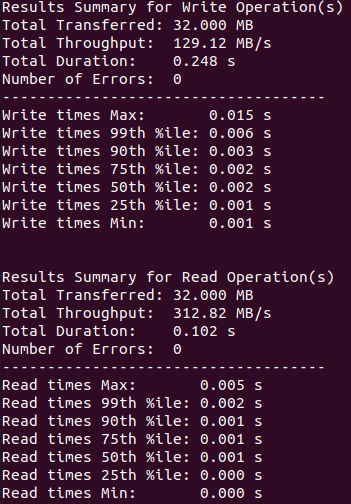 Results Summary for Write Operation(s)
Total Transferred: 32.000 MB
Total Throughput:  129.12 MB/s
Total Duration:    0.248 s
Number of Errors:  0
------------------------------------
Write times Max:       0.015 s
Write times 99th %ile: 0.006 s
Write times 90th %ile: 0.003 s
Write times 75th %ile: 0.002 s
Write times 50th %ile: 0.002 s
Write times 25th %ile: 0.001 s
Write times Min:       0.001 s
Results Summary for Read Operation(s)
Total Transferred: 32.000 MB
Total Throughput:  312.82 MB/s
Total Duration:    0.102 s
Number of Errors:  0
------------------------------------
Read times Max:       0.005 s
Read times 99th %ile: 0.002 s
Read times 90th %ile: 0.001 s
Read times 75th %ile: 0.001 s
Read times 50th %ile: 0.001 s
Read times 25th %ile: 0.000 s
Read times Min:       0.000 s